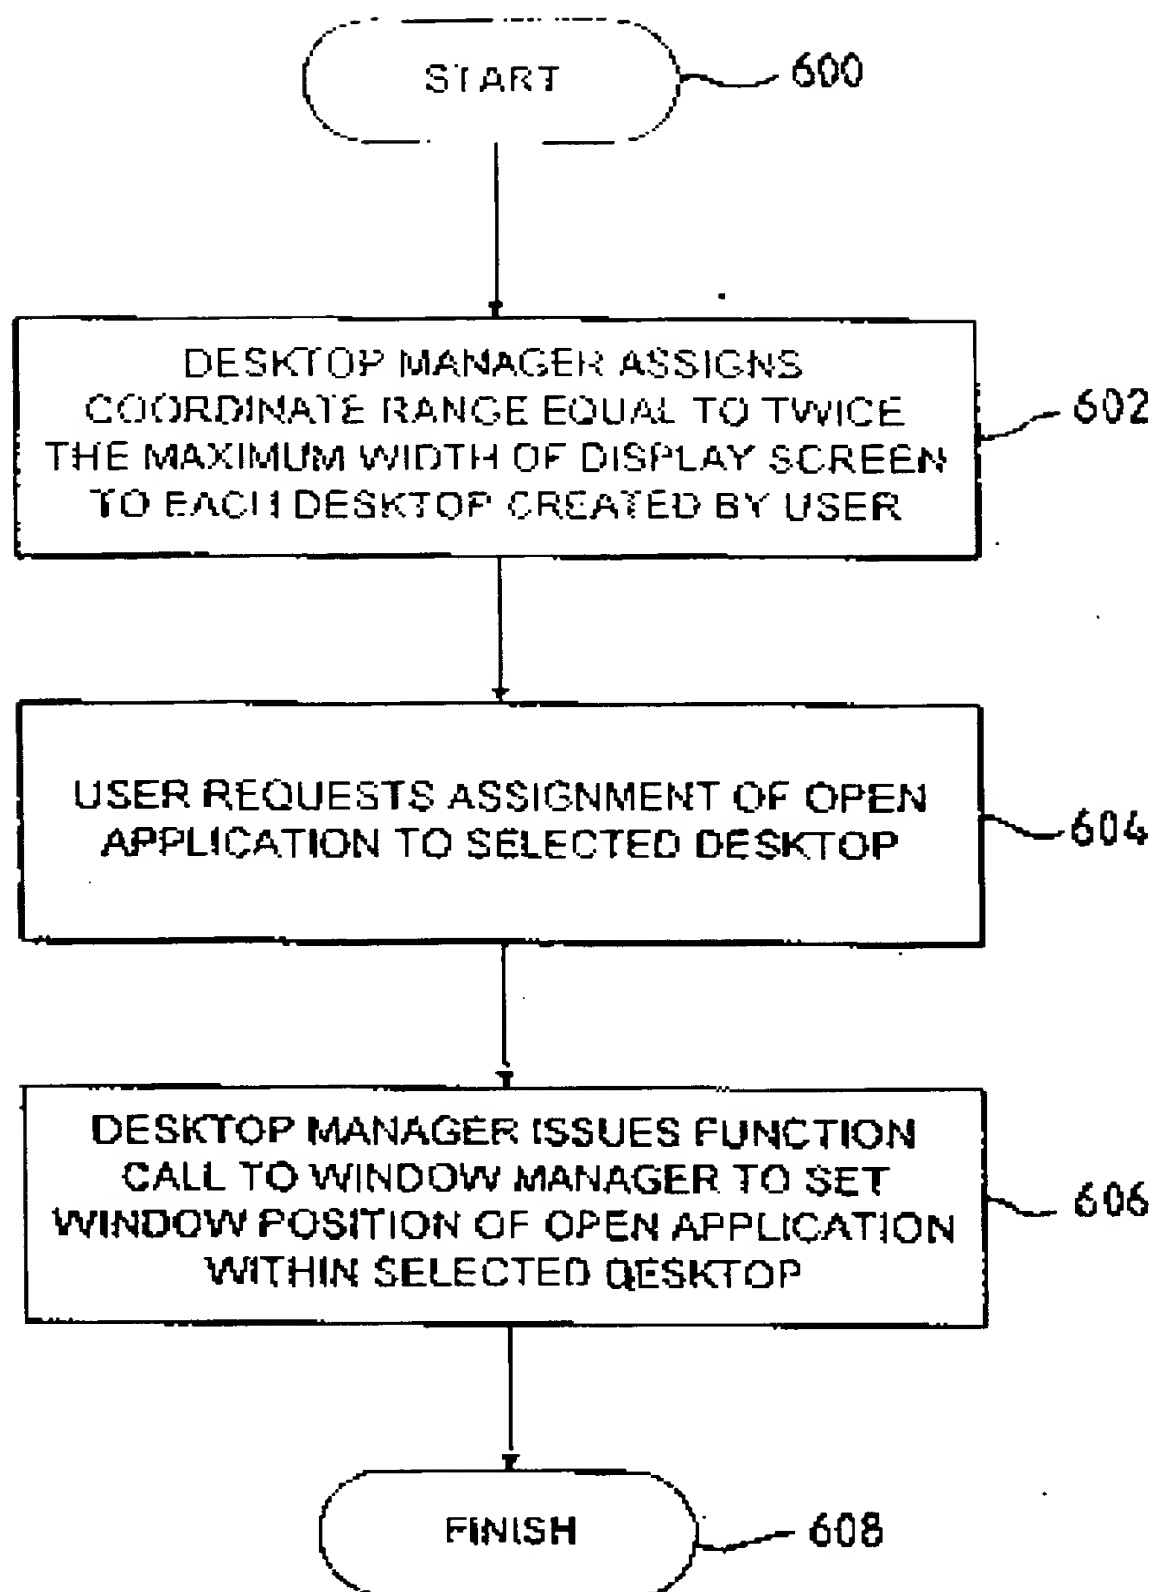 START
600
DESKTOP MANAGER ASSIGNS
COORDINATE RANGE EQUAL TO TWICE
THE MAXIMUM WIDTH OF DISPLAY SCREEN
TO EACH DESKTOP CREATED BY USER
602
USER REQUESTS ASSIGNMENT OF OPEN
APPLICATION TO SELECTED DESKTOP
604
DESKTOP MANAGER ISSUES FUNCTION
CALL TO WINDOW MANAGER TO SET
WINDOW POSITION OF OPEN APPLICATION
WITHIN SELECTED DESKTOP
606
FINISH
608